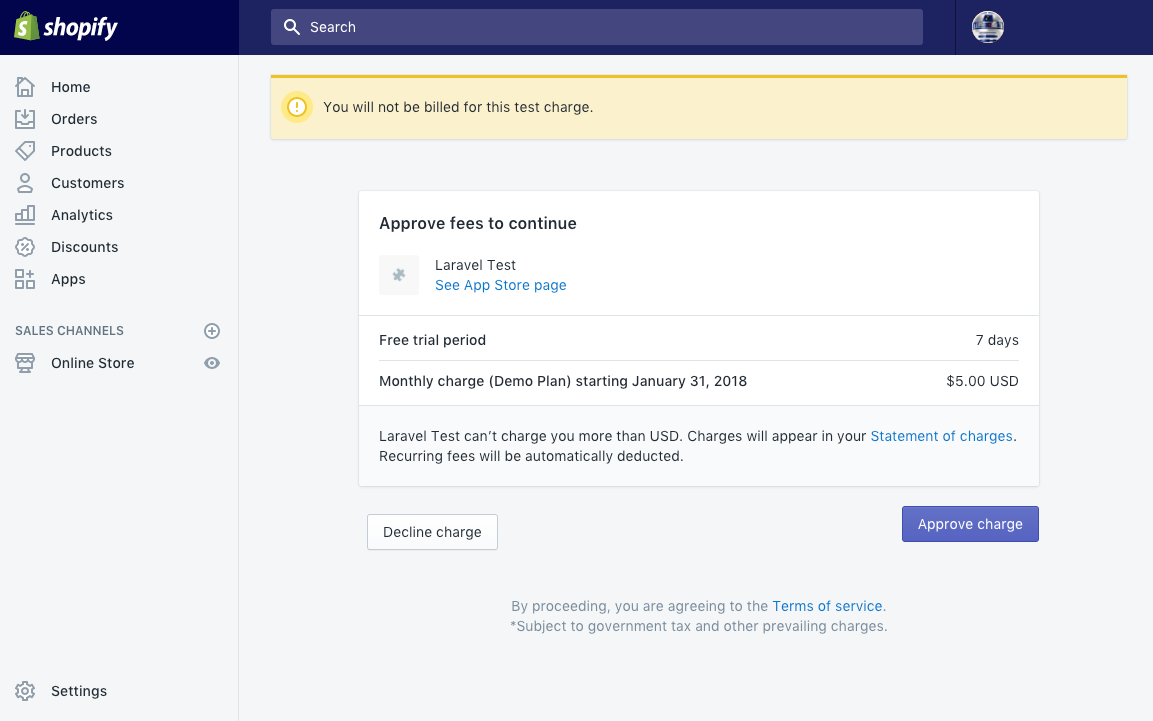 shopify
Search
Home
Orders
Products
Customers
Analytics
Discounts
Apps
SALES CHANNELS
Online Store
Settings
You will not be billed for this test charge.
Approve fees to continue
Laravel Test
See App Store page
Free trial period 7 days
Monthly charge (Demo Plan) starting January 31, 2018 $5.00 USD
Laravel Test can’t charge you more than USD. Charges will appear in your Statement of charges.
Recurring fees will be automatically deducted.
Decline charge Approve charge
By proceeding, you are agreeing to the Terms of service.
*Subject to government tax and other prevailing charges.